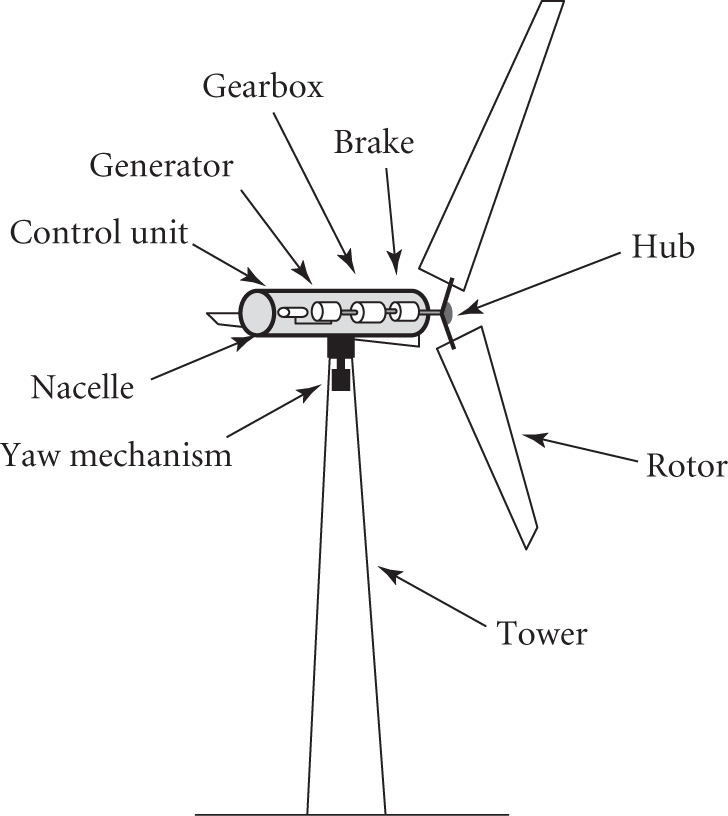 Gearbox
Brake
Generator
Control unit
Hub
Nacelle
Yaw mechanism
Rotor
Tower